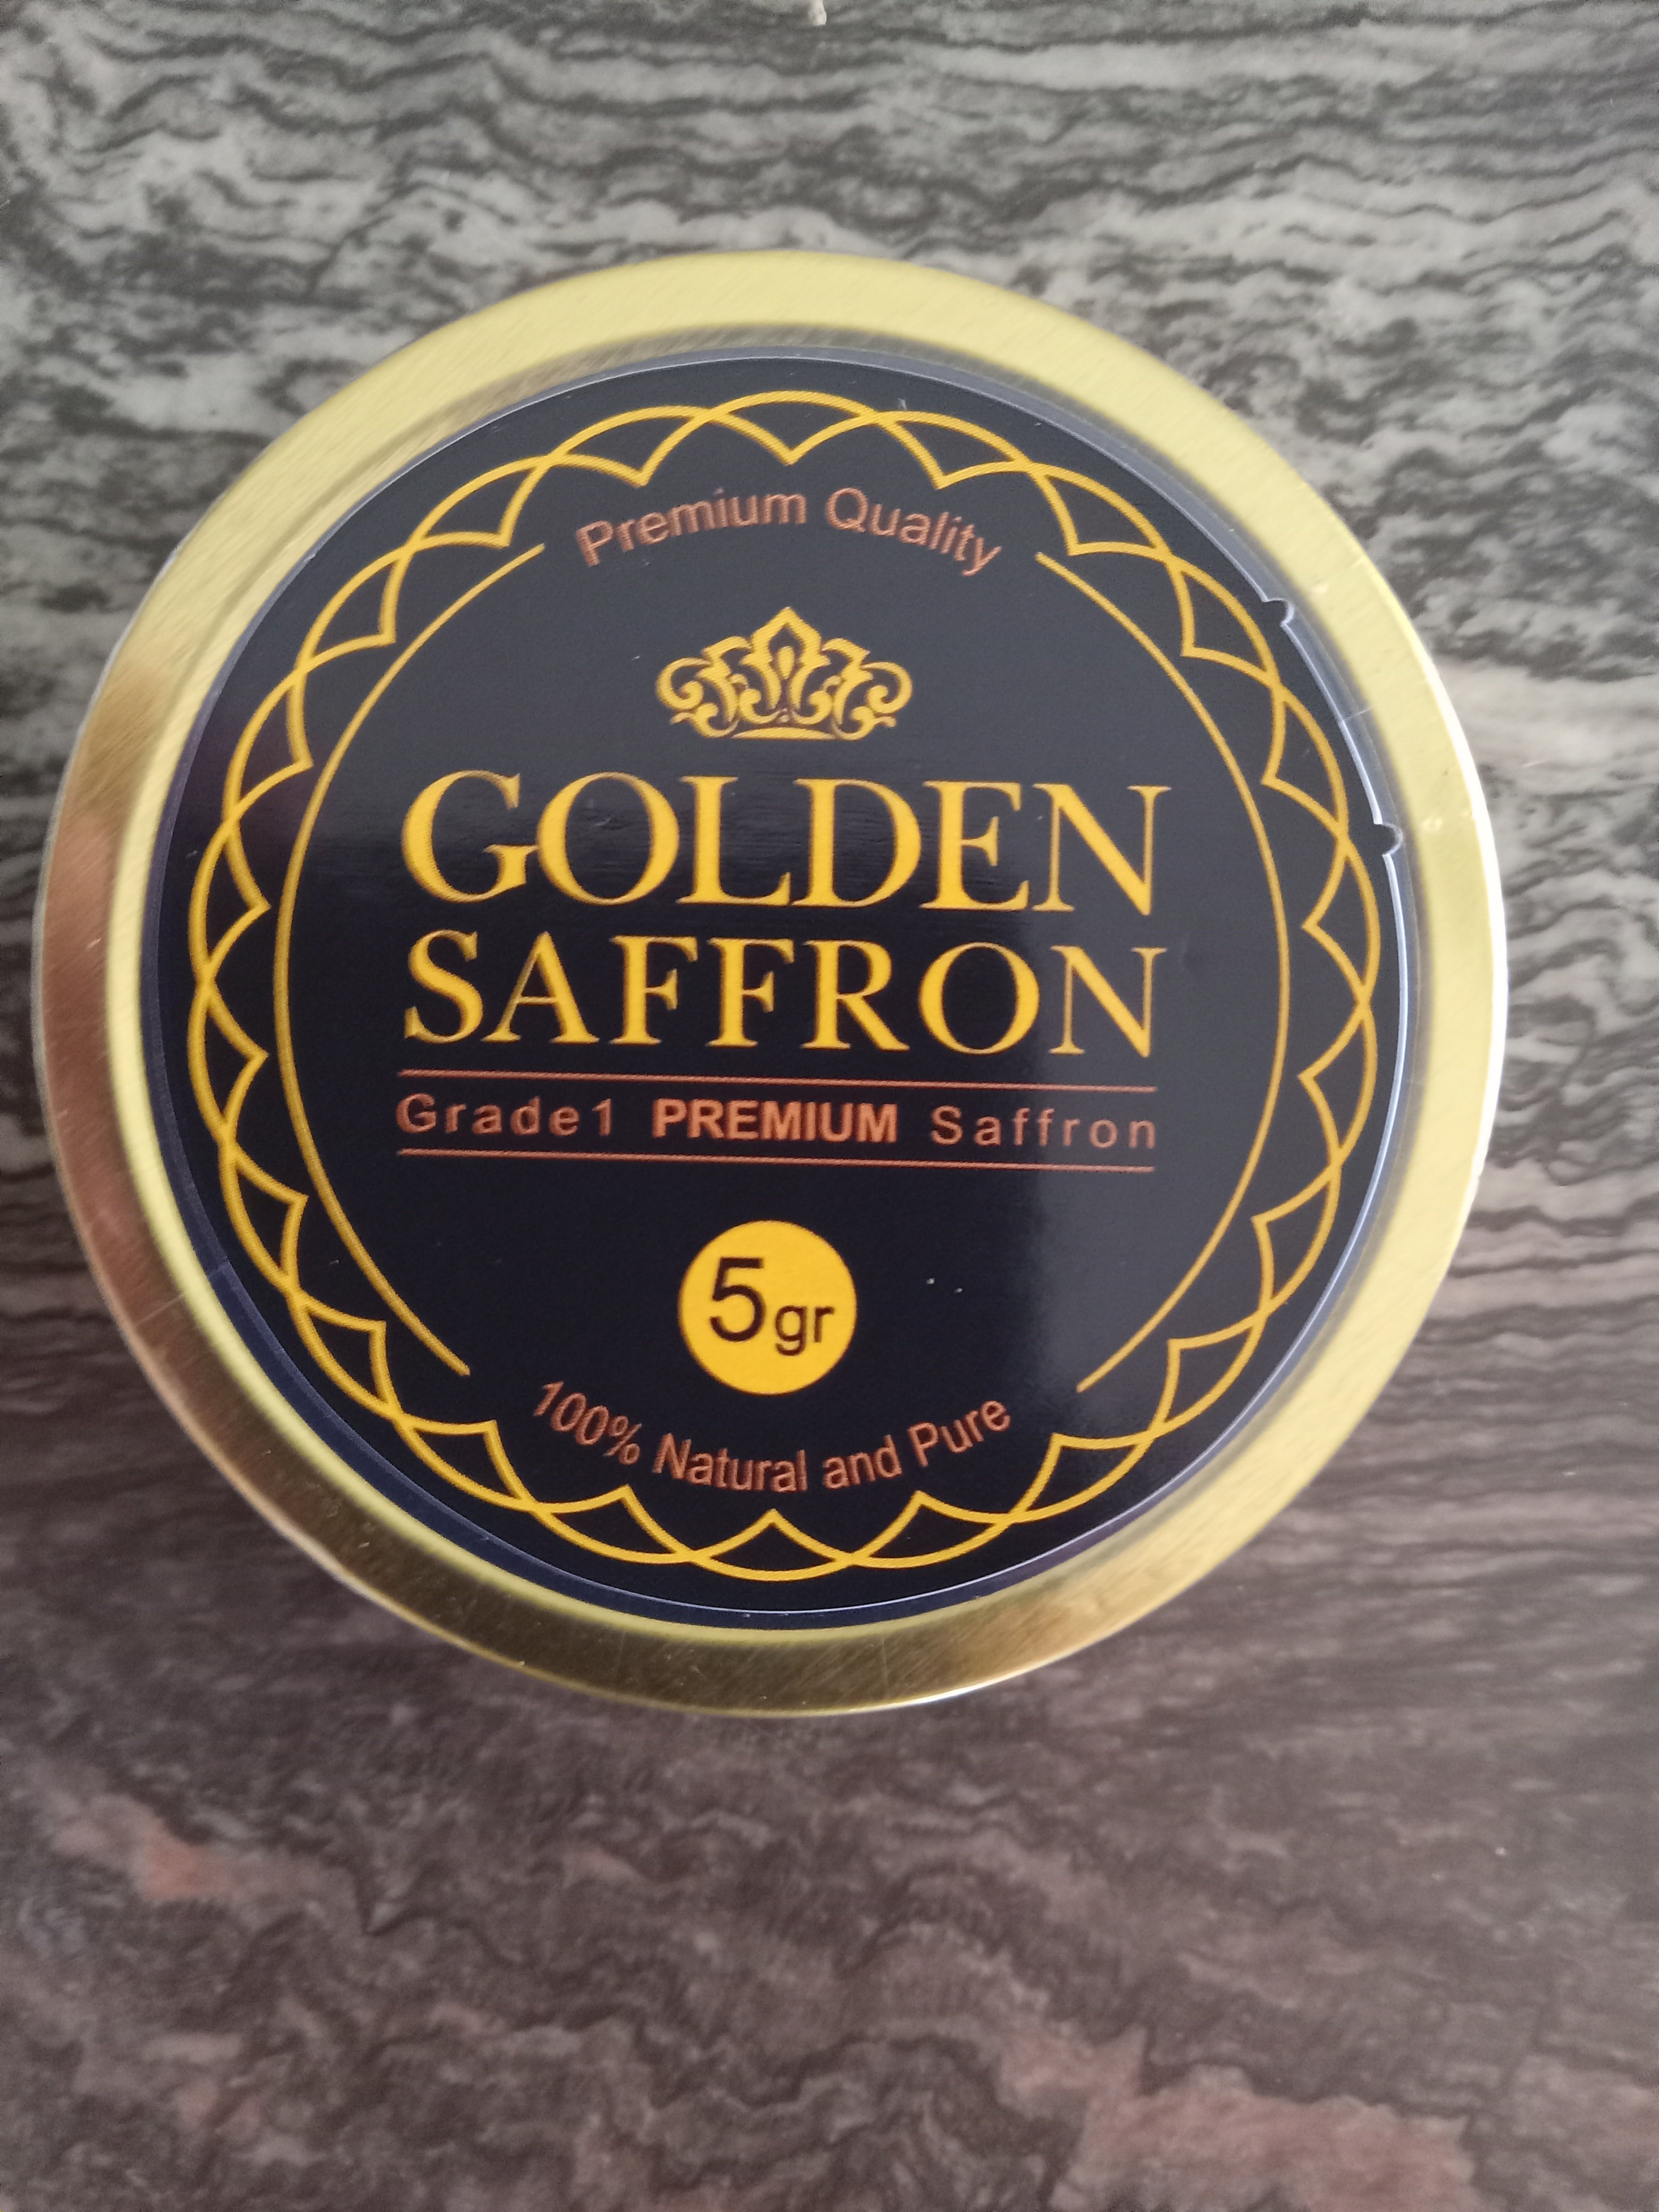 Premium Quality
GOLDEN
SAFFRON
Grade1 PREMIUM Saffron
5gr
100% Natural and Pure